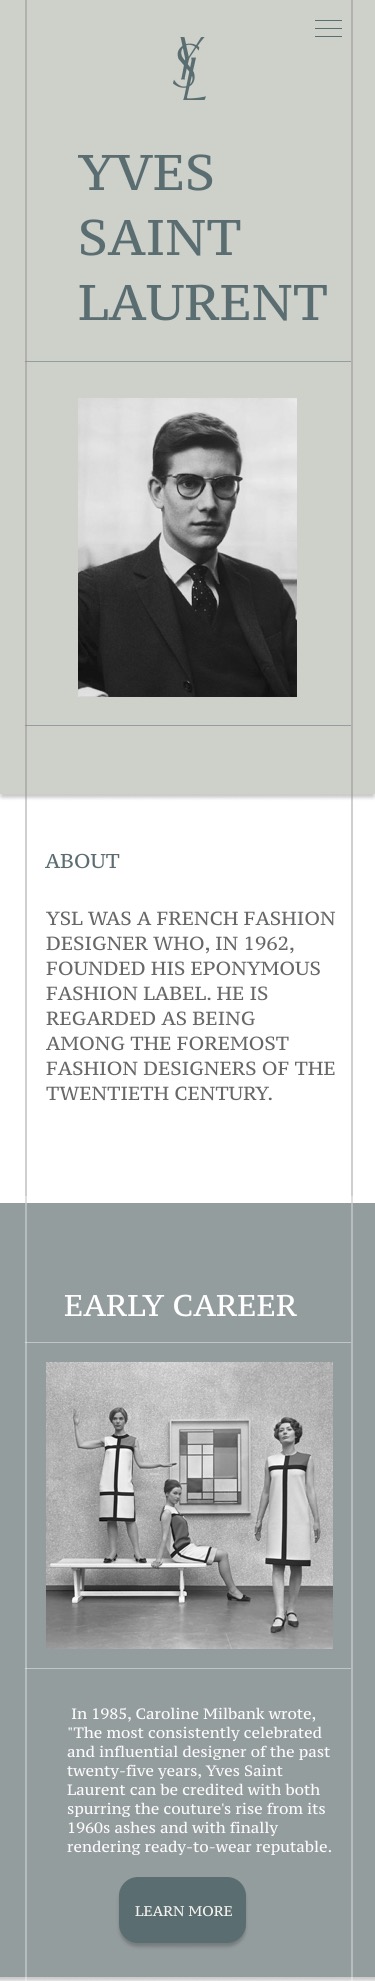 YSL
YVES
SAINT
LAURENT
ABOUT
YSL WAS A FRENCH FASHION
DESIGNER WHO, IN 1962,
FOUNDED HIS EPONYMOUS
FASHION LABEL. HE IS
REGARDED AS BEING
AMONG THE FOREMOST
FASHION DESIGNERS OF THE
TWENTIETH CENTURY.
EARLY CAREER
In 1985, Caroline Milbank wrote,
"The most consistently celebrated
and influential designer of the past
twenty-five years, Yves Saint
Laurent can be credited with both
spurring the couture's rise from its
1960s ashes and with finally
rendering ready-to-wear reputable.
LEARN MORE